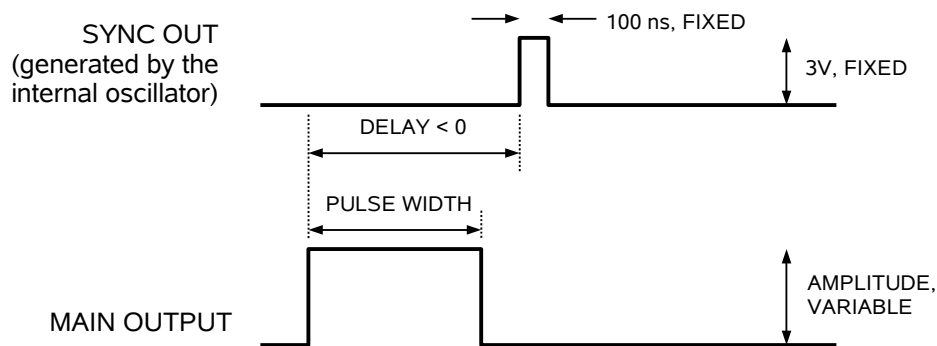 SYNC OUT
(generated by the
internal oscillator)
100 ns, FIXED
3V, FIXED
DELAY < 0
PULSE WIDTH
AMPLITUDE,
VARIABLE
MAIN OUTPUT